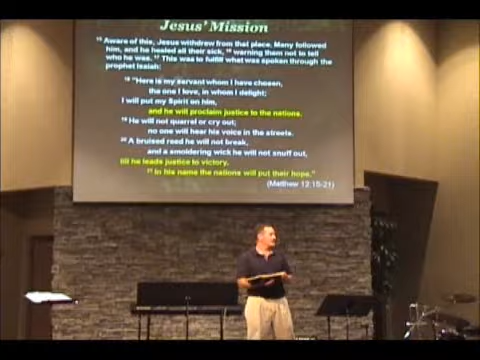 Jesus' Mission
15 Aware of this, Jesus withdrew from that place. Many followed
him, and he healed all their sick, 16 warning them not to tell
who he was. 17 This was to fulfill what was spoken through the
prophet Isaiah:
18 "Here is my servant whom I have chosen,
the one I love, in whom I delight;
I will put my Spirit on him,
and he will proclaim justice to the nations.
19 He will not quarrel or cry out;
no one will hear his voice in the streets.
20 A bruised reed he will not break,
and a smoldering wick he will not snuff out,
till he leads justice to victory.
21 In his name the nations will put their hope."
(Matthew 12:15-21)